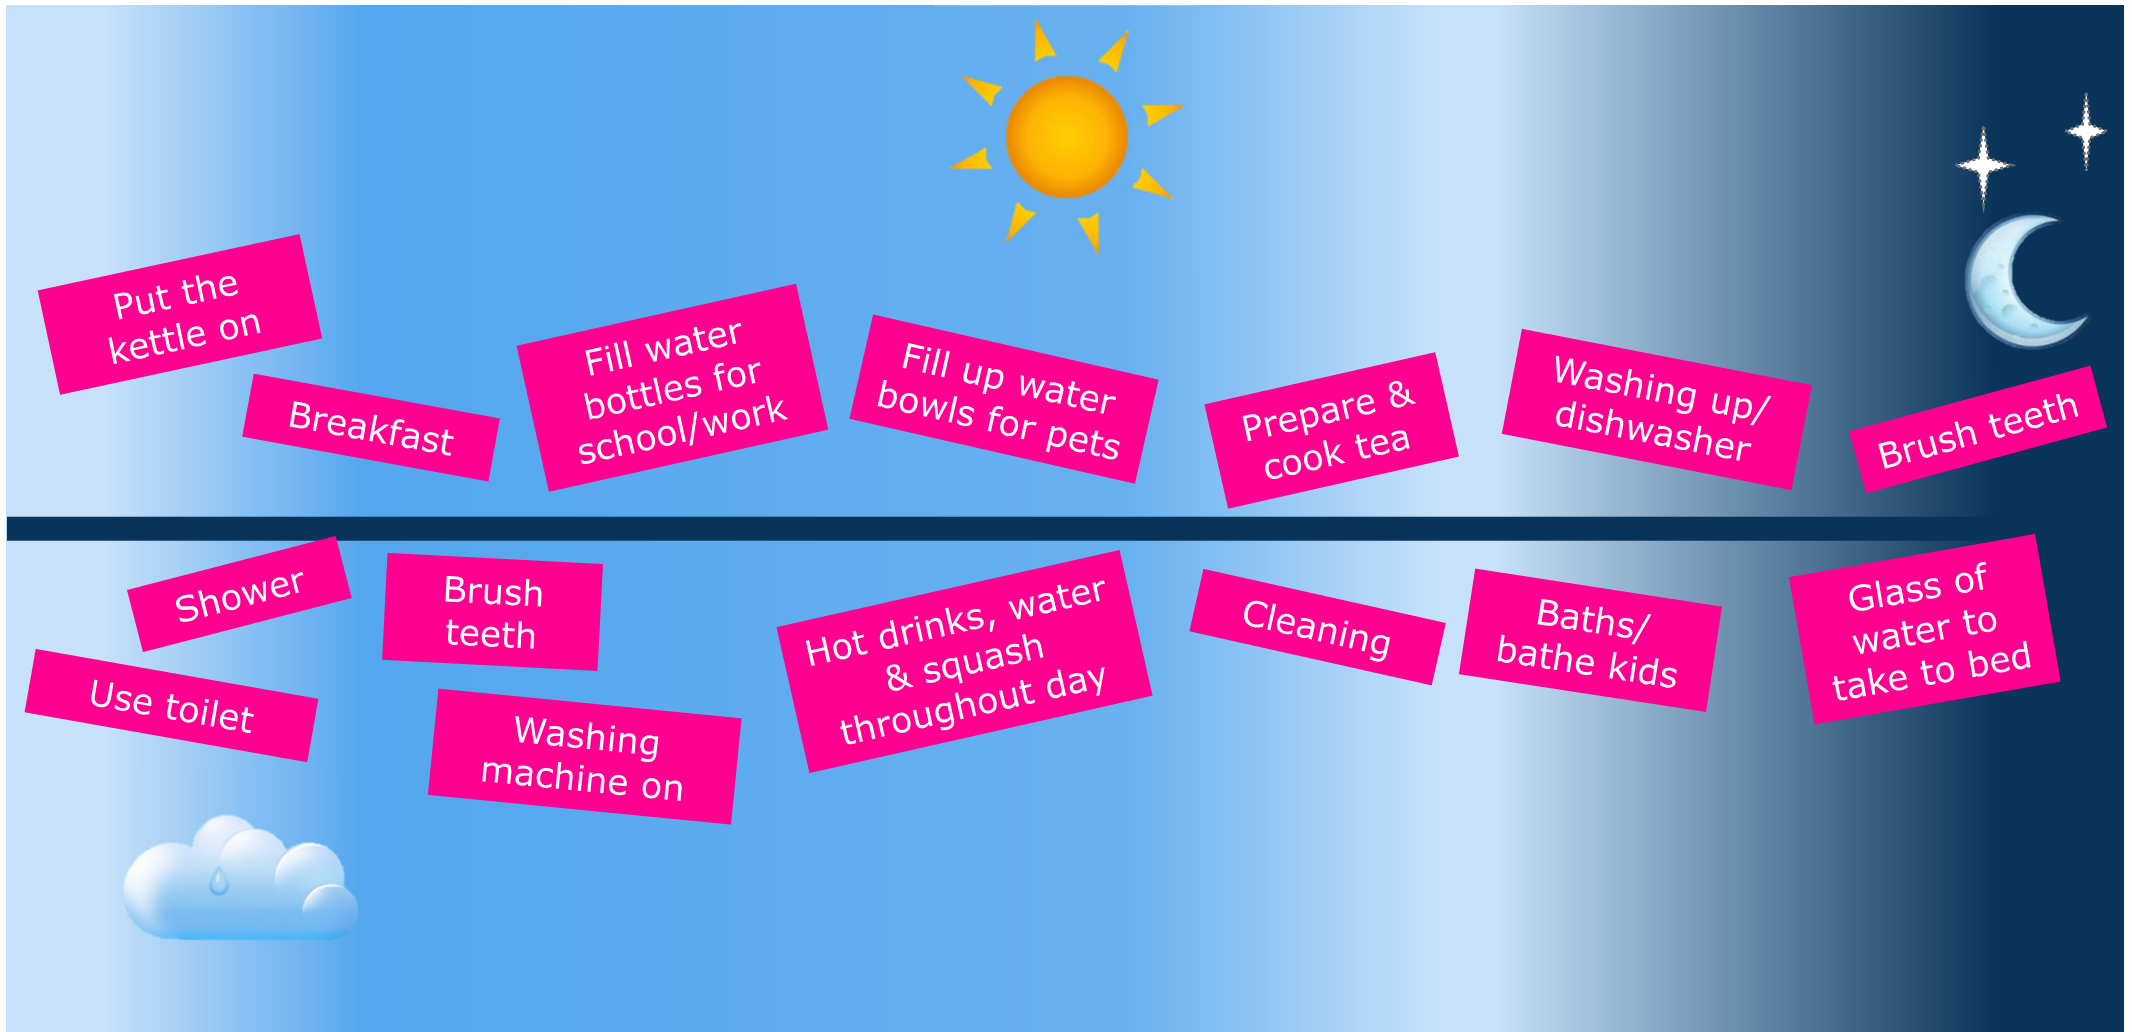 Put the
kettle on
Breakfast
Fill water
bottles for
school/work
Fill up water
bowls for pets
Prepare &
cook tea
Washing up/
dishwasher
Brush teeth
Shower
Use toilet
Brush
teeth
Washing
machine on
Hot drinks, water
& squash
throughout day
Cleaning
Baths/
bathe kids
Glass of
water to
take to bed